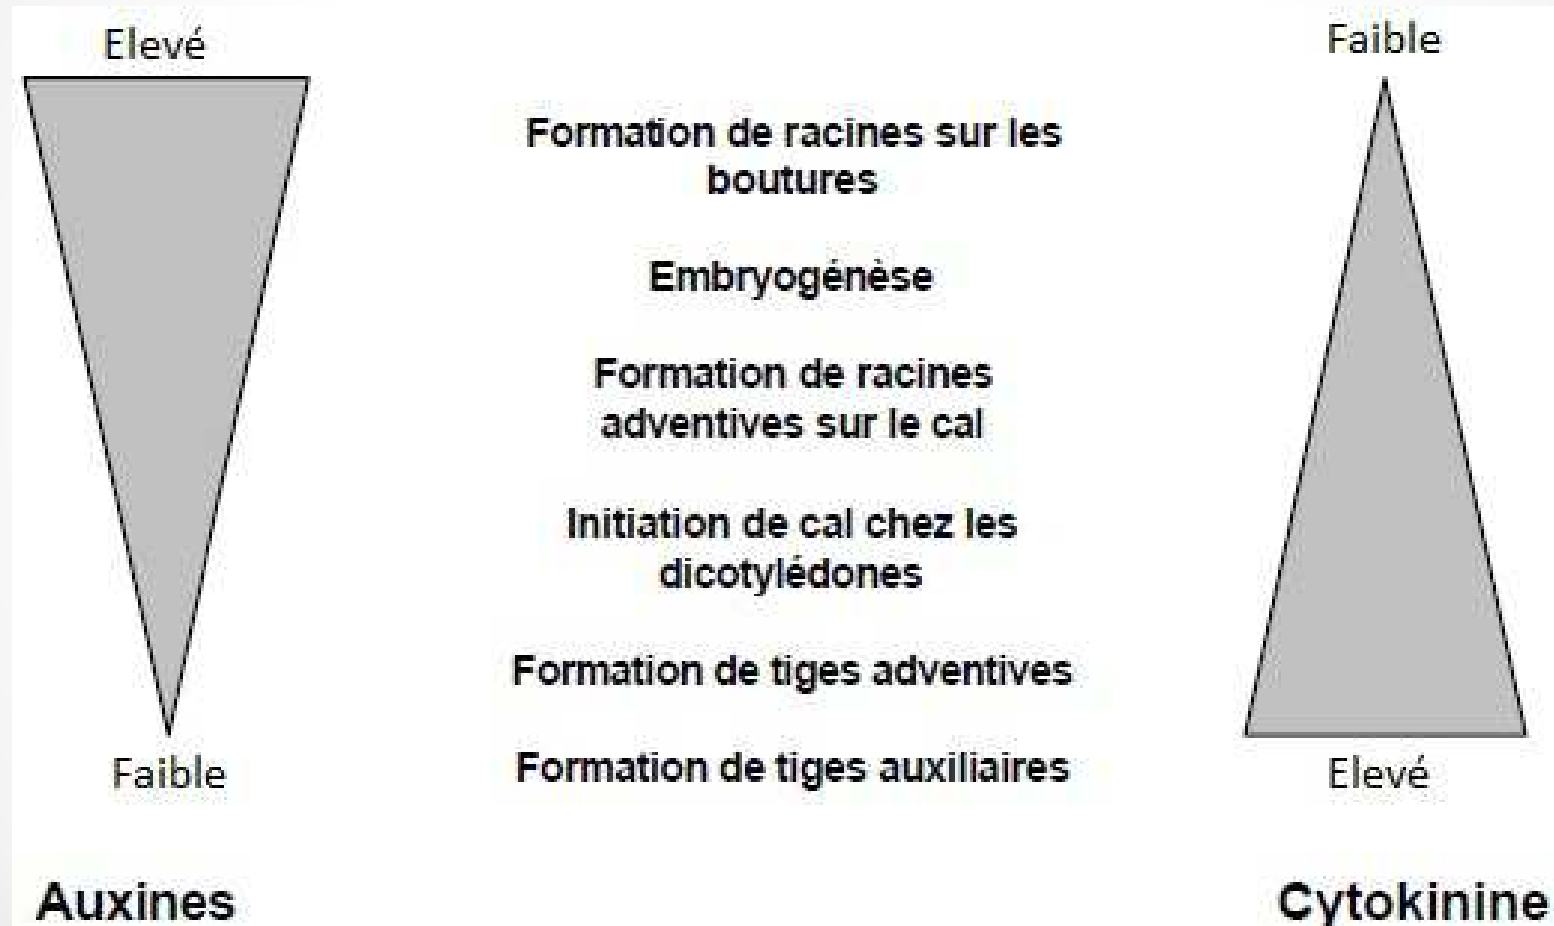 Elevé
Faible
Formation de racines sur les
boutures
Embryogénèse
Formation de racines
adventives sur le cal
Initiation de cal chez les
dicotylédones
Formation de tiges adventives
Formation de tiges auxiliaires
Faible
Elevé
Auxines
Cytokinine